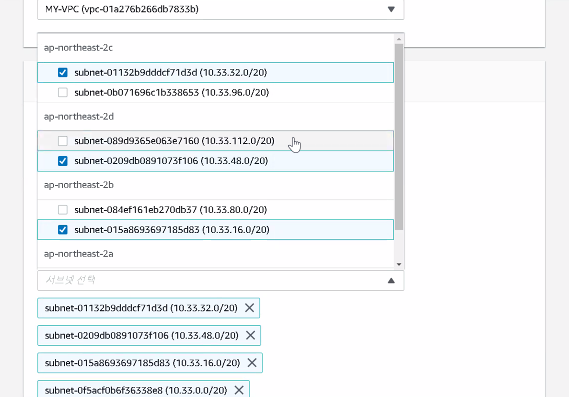 MY-VPC (vpc-01a276b266db7833b)
ap-northeast-2c
subnet-01132b9dddcf71d3d (10.33.32.0/20)
subnet-0b071696c1b338653 (10.33.96.0/20)
ap-northeast-2d
subnet-089d9365e063e7160 (10.33.112.0/20)
subnet-0209db0891073f106 (10.33.48.0/20)
ap-northeast-2b
subnet-084ef161eb270db37 (10.33.80.0/20)
subnet-015a8693697185d83 (10.33.16.0/20)
ap-northeast-2a
서브넷 선택
subnet-01132b9dddcf71d3d (10.33.32.0/20)
subnet-0209db0891073f106 (10.33.48.0/20)
subnet-015a8693697185d83 (10.33.16.0/20)
subnet-0f5acf0b6f36338e8 (10.33.0.0/20)